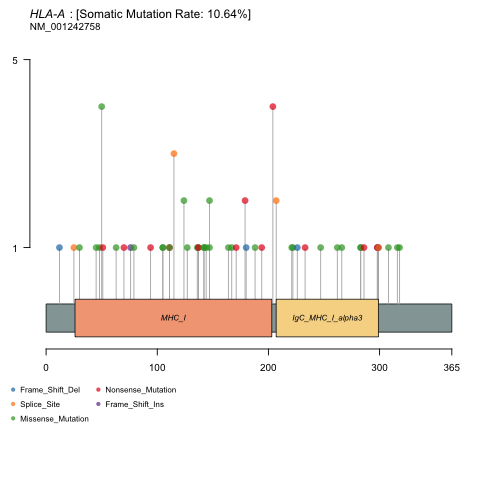 HLA-A : [Somatic Mutation Rate: 10.64%]
NM_001242758
5
1
MHC_I
IgC_MHC_I_alpha3
0
100
200
300
365
Frame_Shift_Del
Nonsense_Mutation
Splice_Site
Frame_Shift_Ins
Missense_Mutation